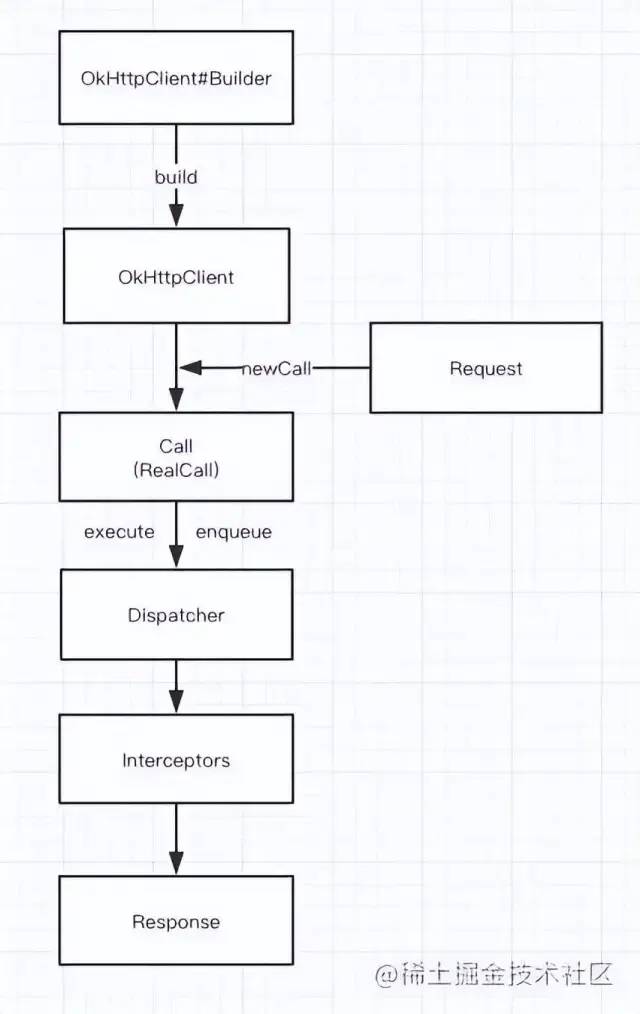 OkHttpClient#Builder
build
OkHttpClient
newCall
Request
Call
(RealCall)
execute enqueue
Dispatcher
Interceptors
Response
@稀土掘金技术社区